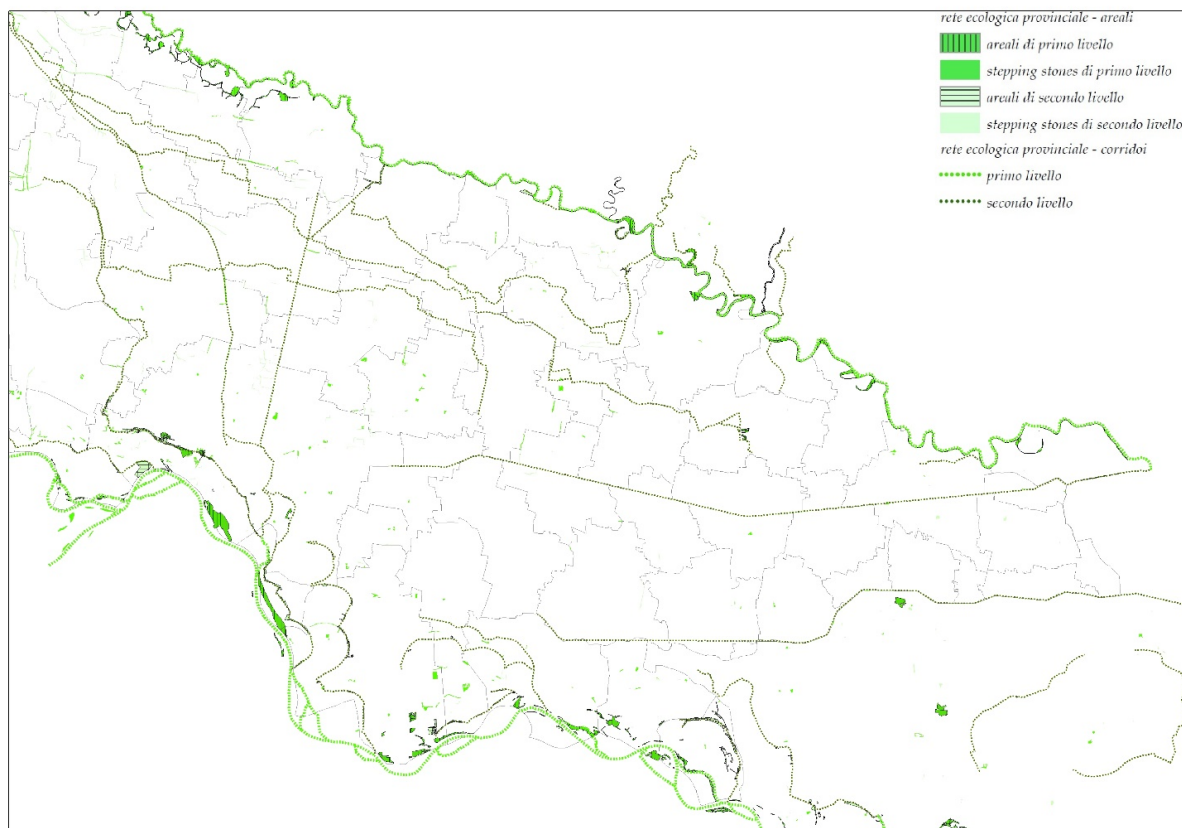 rete ecologica provinciale - areali
areali di primo livello
stepping stones di primo livello
areali di secondo livello
stepping stones di secondo livello
rete ecologica provinciale - corridoi
primo livello
secondo livello